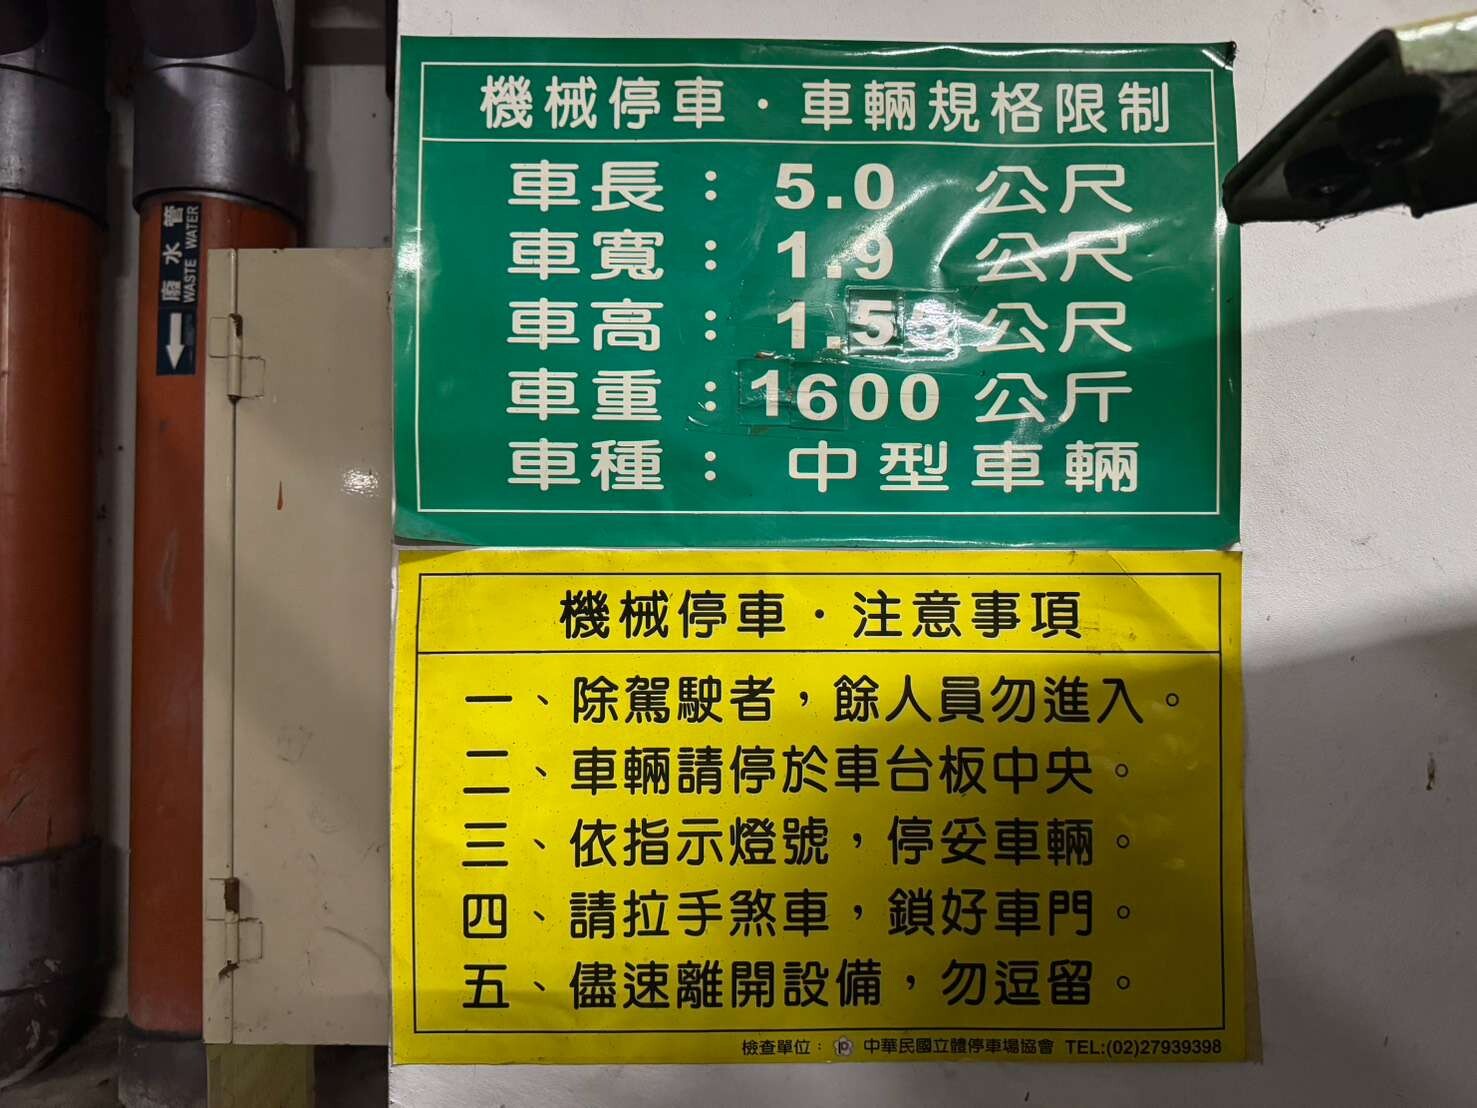 廢水管
WASTE WATER
機械停車・車輛規格限制
車長：5.0 公尺
車寬：1.9 公尺
車高：1.55 公尺
車重：1600 公斤
車種：中型車輛
機械停車・注意事項
一、除駕駛者，餘人員勿進入。
二、車輛請停於車台板中央。
三、依指示燈號，停妥車輛。
四、請拉手煞車，鎖好車門。
五、儘速離開設備，勿逗留。
檢查單位：中華民國立體停車場協會 TEL:(02)27939398